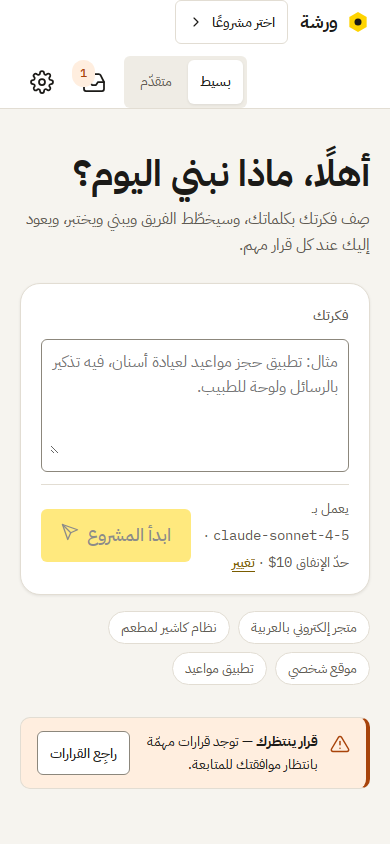 ورشة
اختر مشروعًا
بسيط
متقدّم
1
أهلًا، ماذا نبني اليوم؟
صِف فكرتك بكلماتك، وسيخطّط الفريق ويبني ويختبر، ويعود
إليك عند كل قرار مهم.
فكرتك
مثال: تطبيق حجز مواعيد لعيادة أسنان، فيه تذكير
بالرسائل ولوحة للطبيب.
يعمل بـ
claude-sonnet-4-5 ·
حدّ الإنفاق $10 · تغيير
ابدأ المشروع
متجر إلكتروني بالعربية
نظام كاشير لمطعم
موقع شخصي
تطبيق مواعيد
قرار ينتظرك — توجد قرارات مهمّة
بانتظار موافقتك للمتابعة.
راجِع القرارات